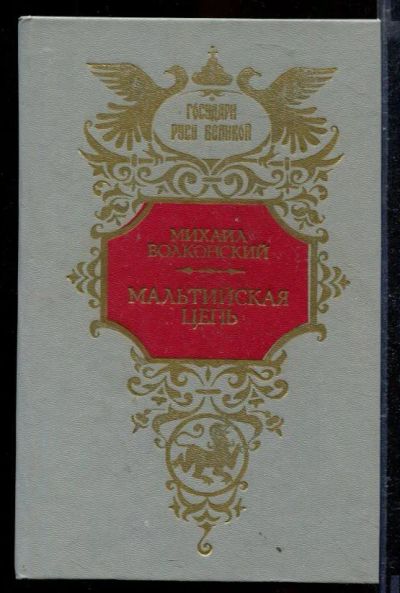 ГОСУДАРИ
РУСИ ВЕЛИКОЙ
МИХАИЛ
ВОЛКОНСКИЙ
МАЛЬТИЙСКАЯ
ЦЕПЬ